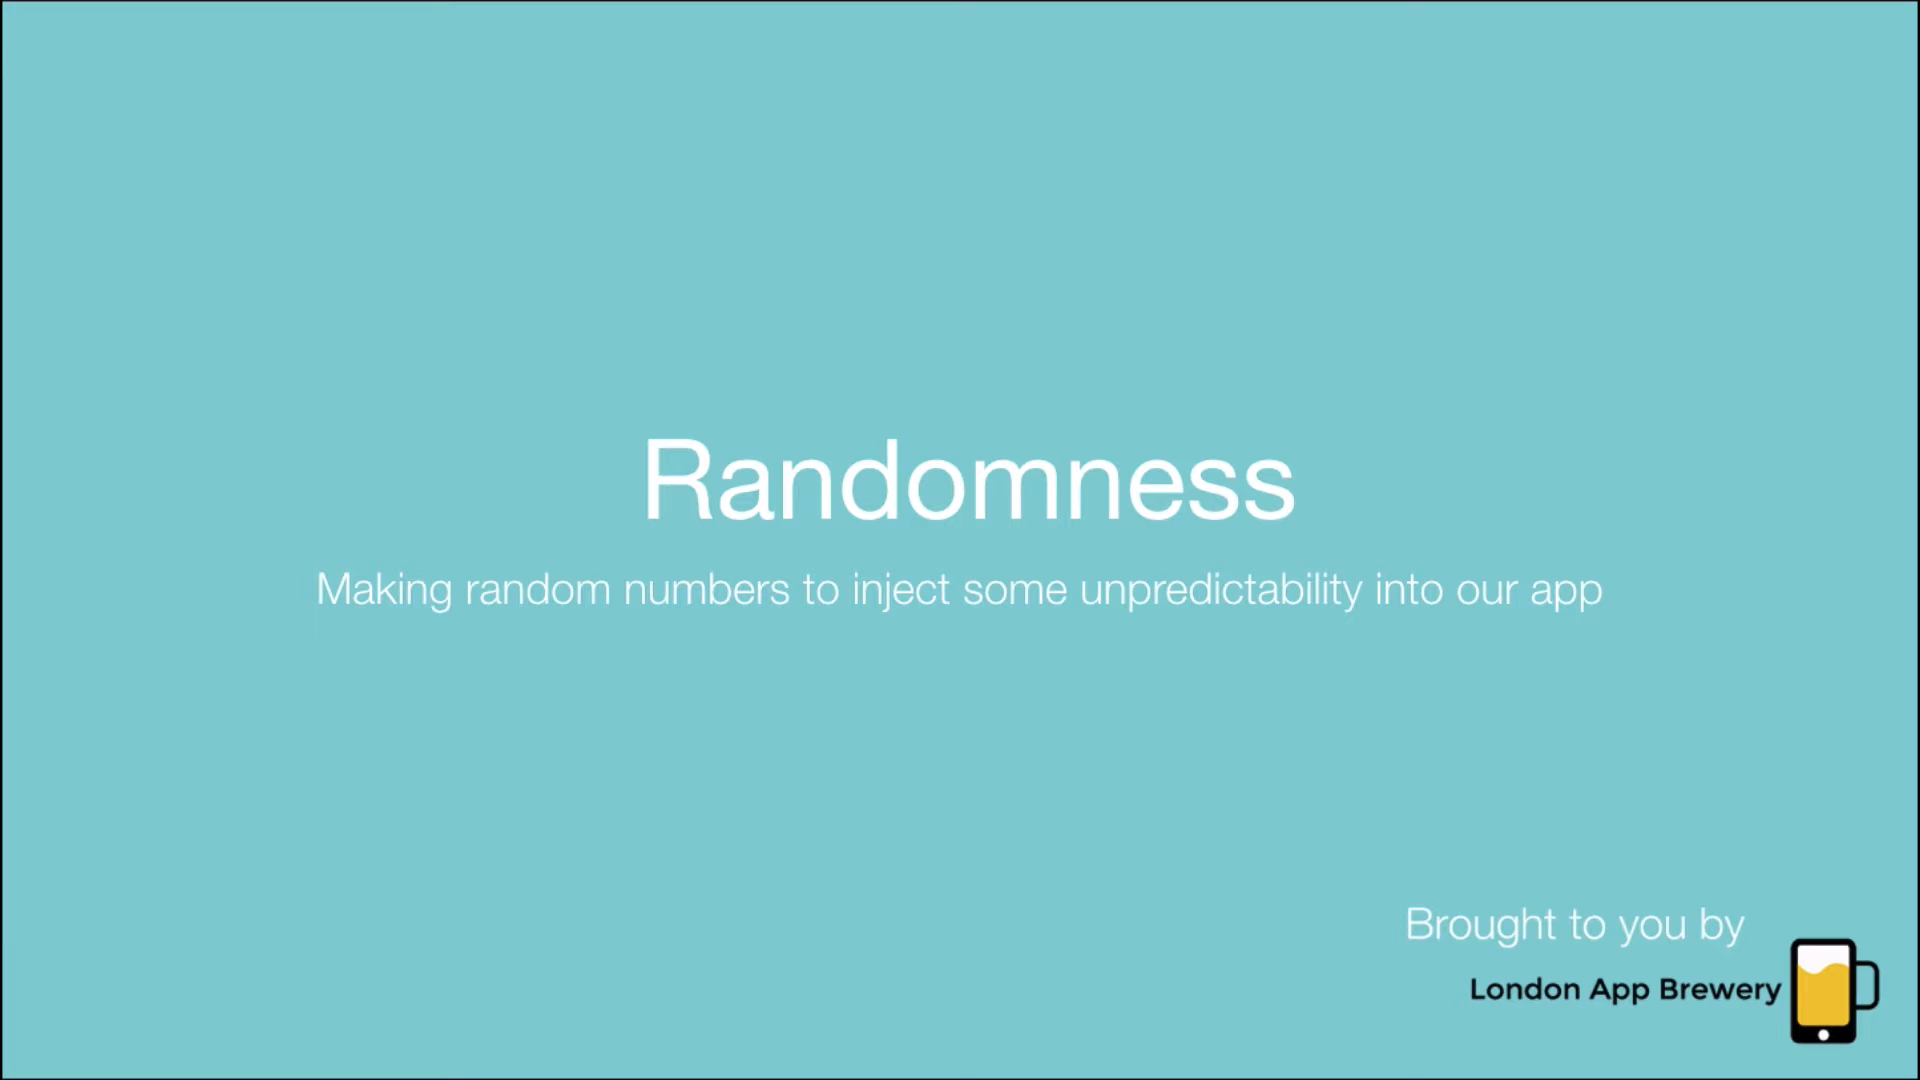 Randomness
Making random numbers to inject some unpredictability into our app
Brought to you by
London App Brewery